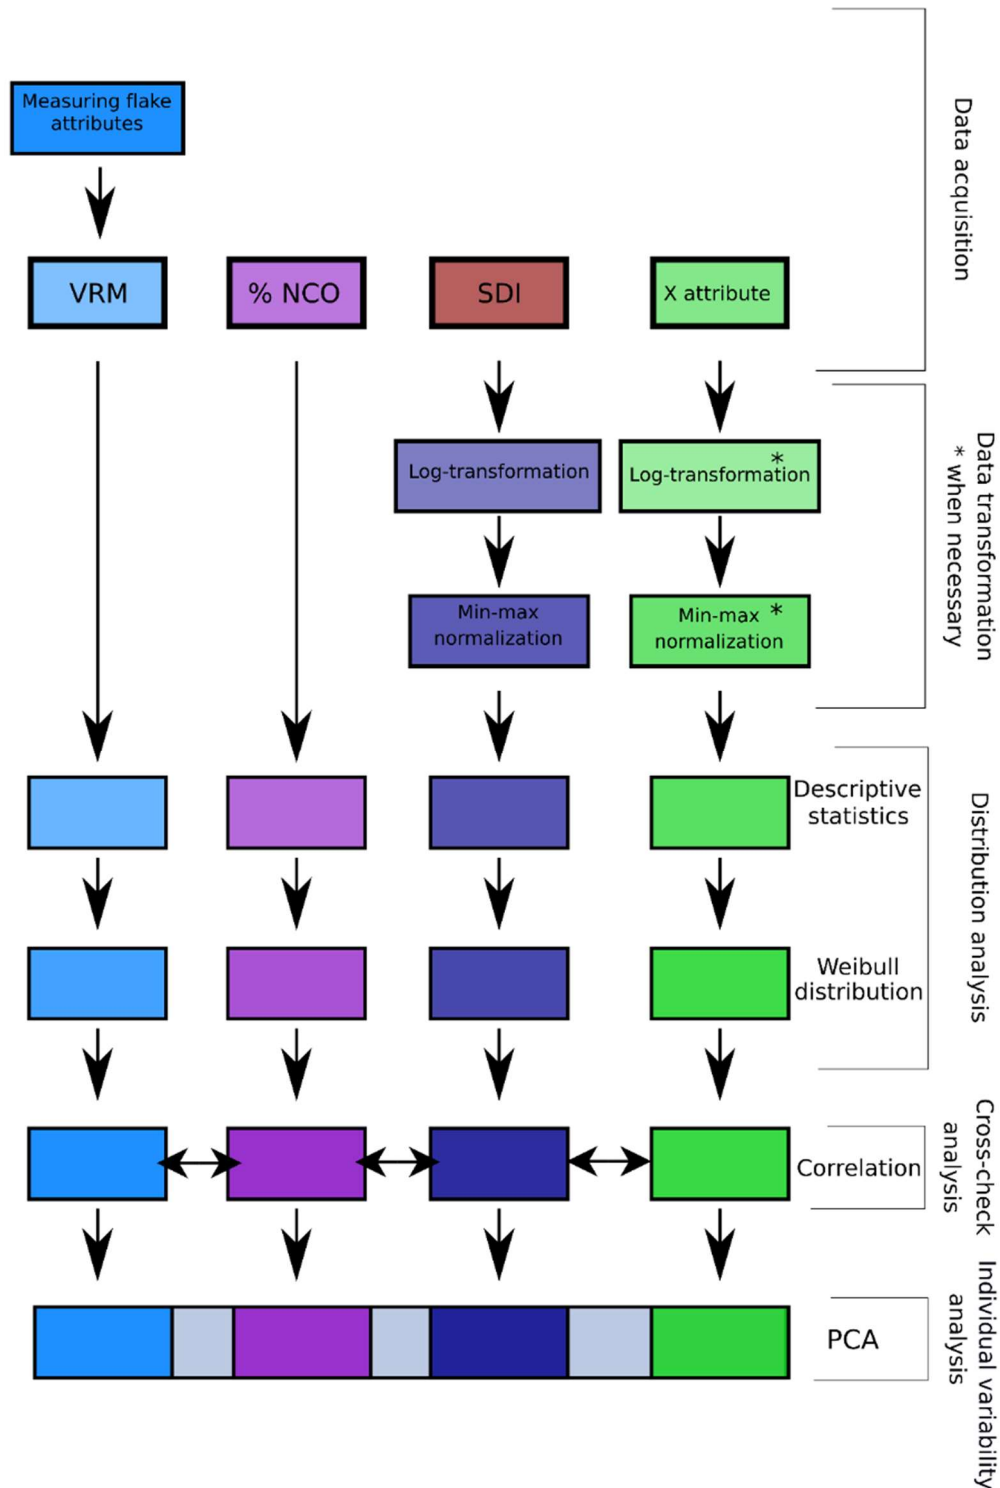 Measuring flake
attributes
Data acquisition
VRM
% NCO
SDI
X attribute
Log-transformation
Log-transformation *
Data transformation
* when necessary
Min-max
normalization
Min-max *
normalization
Descriptive
statistics
Distribution analysis
Weibull
distribution
Correlation
Cross-check
analysis
PCA
Individual variability
analysis